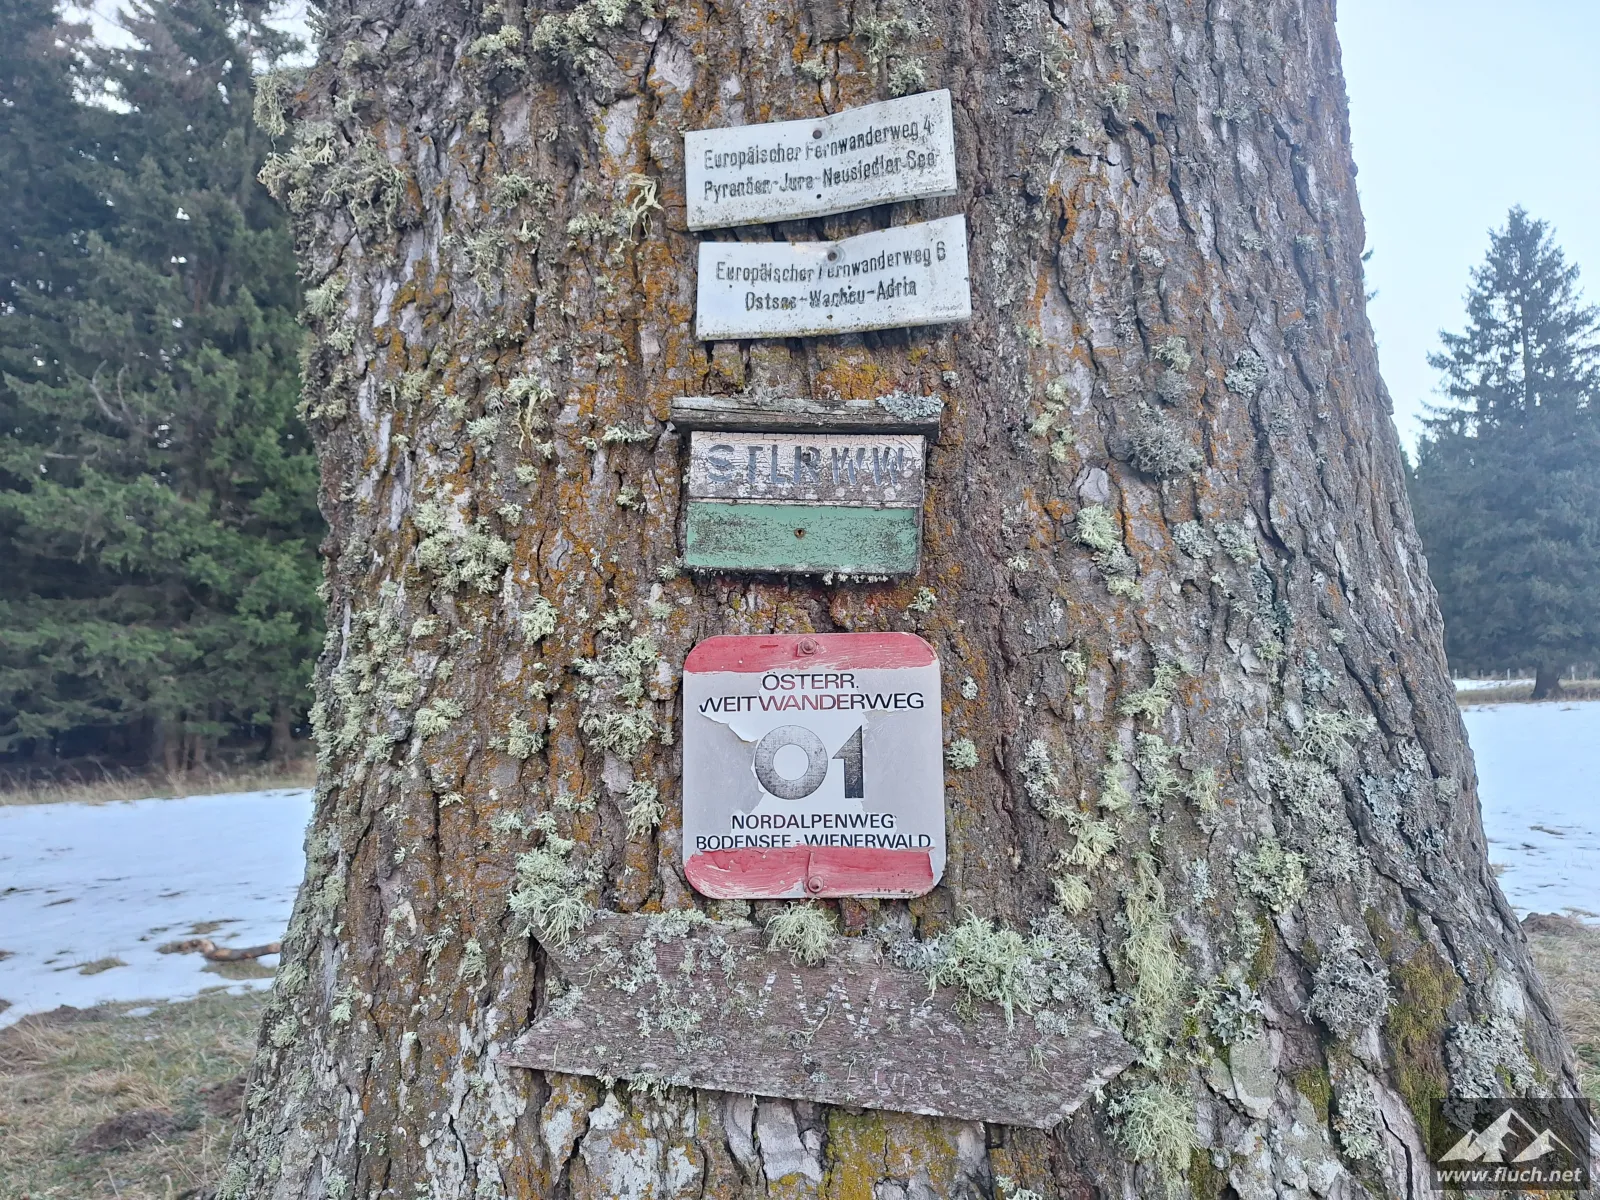 Europäischer Fernwanderweg 4
Pyrenäen-Jura-Neusiedler See
Europäischer Fernwanderweg 6
Ostsee-Wachau-Adria
STLRWW
ÖSTERR.
WEITWANDERWEG
01
NORDALPENWEG
BODENSEE-WIENERWALD
www.fluch.net